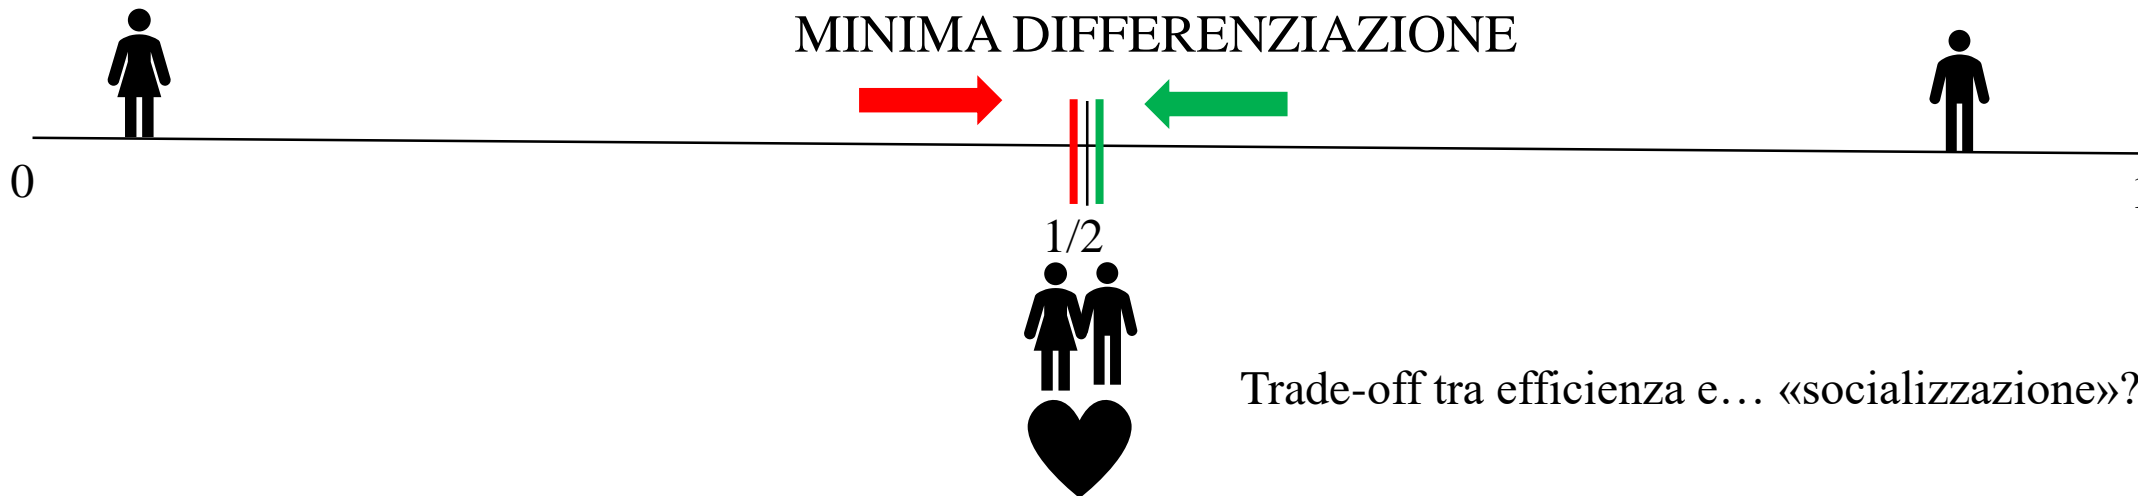 MINIMA DIFFERENZIAZIONE
0
1/2
Trade-off tra efficienza e… «socializzazione»?